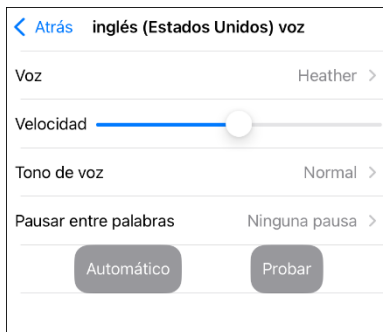 Atrás inglés (Estados Unidos) voz
Voz Heather
Velocidad
Tono de voz Normal
Pausar entre palabras Ninguna pausa
Automático Probar